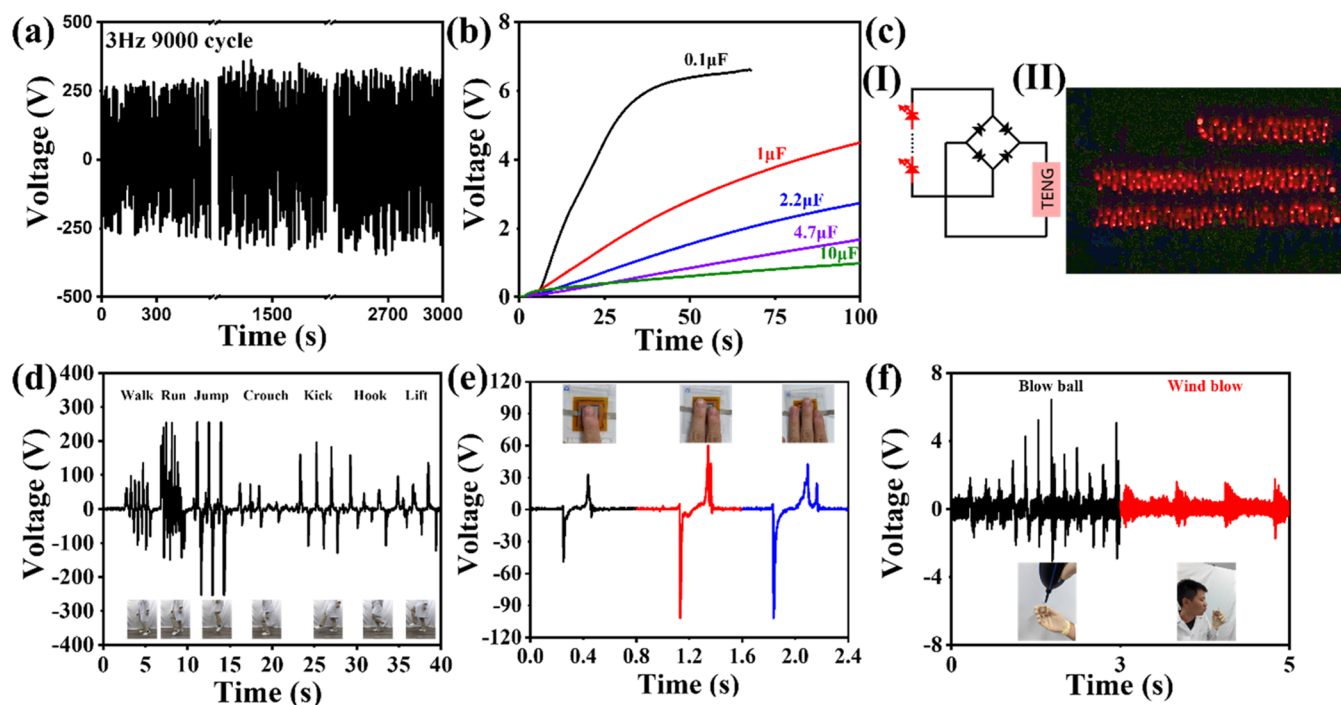 (a)
3Hz 9000 cycle
Voltage (V)
500
250
0
-250
-500
0
300
1500
2700
3000
Time (s)
(b)
Voltage (V)
8
6
4
2
0
0.1μF
1μF
2.2μF
4.7μF
10μF
0
25
50
75
100
Time (s)
(c)
(I)
TENG
(II)
(d)
Voltage (V)
400
300
200
100
0
-100
-200
-300
-400
Walk Run Jump Crouch Kick Hook Lift
0 5 10 15 20 25 30 35 40
Time (s)
(e)
Voltage (V)
120
90
60
30
0
-30
-60
-90
-120
0.0 0.4 0.8 1.2 1.6 2.0 2.4
Time (s)
(f)
Voltage (V)
8
4
0
-4
-8
Blow ball
Wind blow
0
3
5
Time (s)